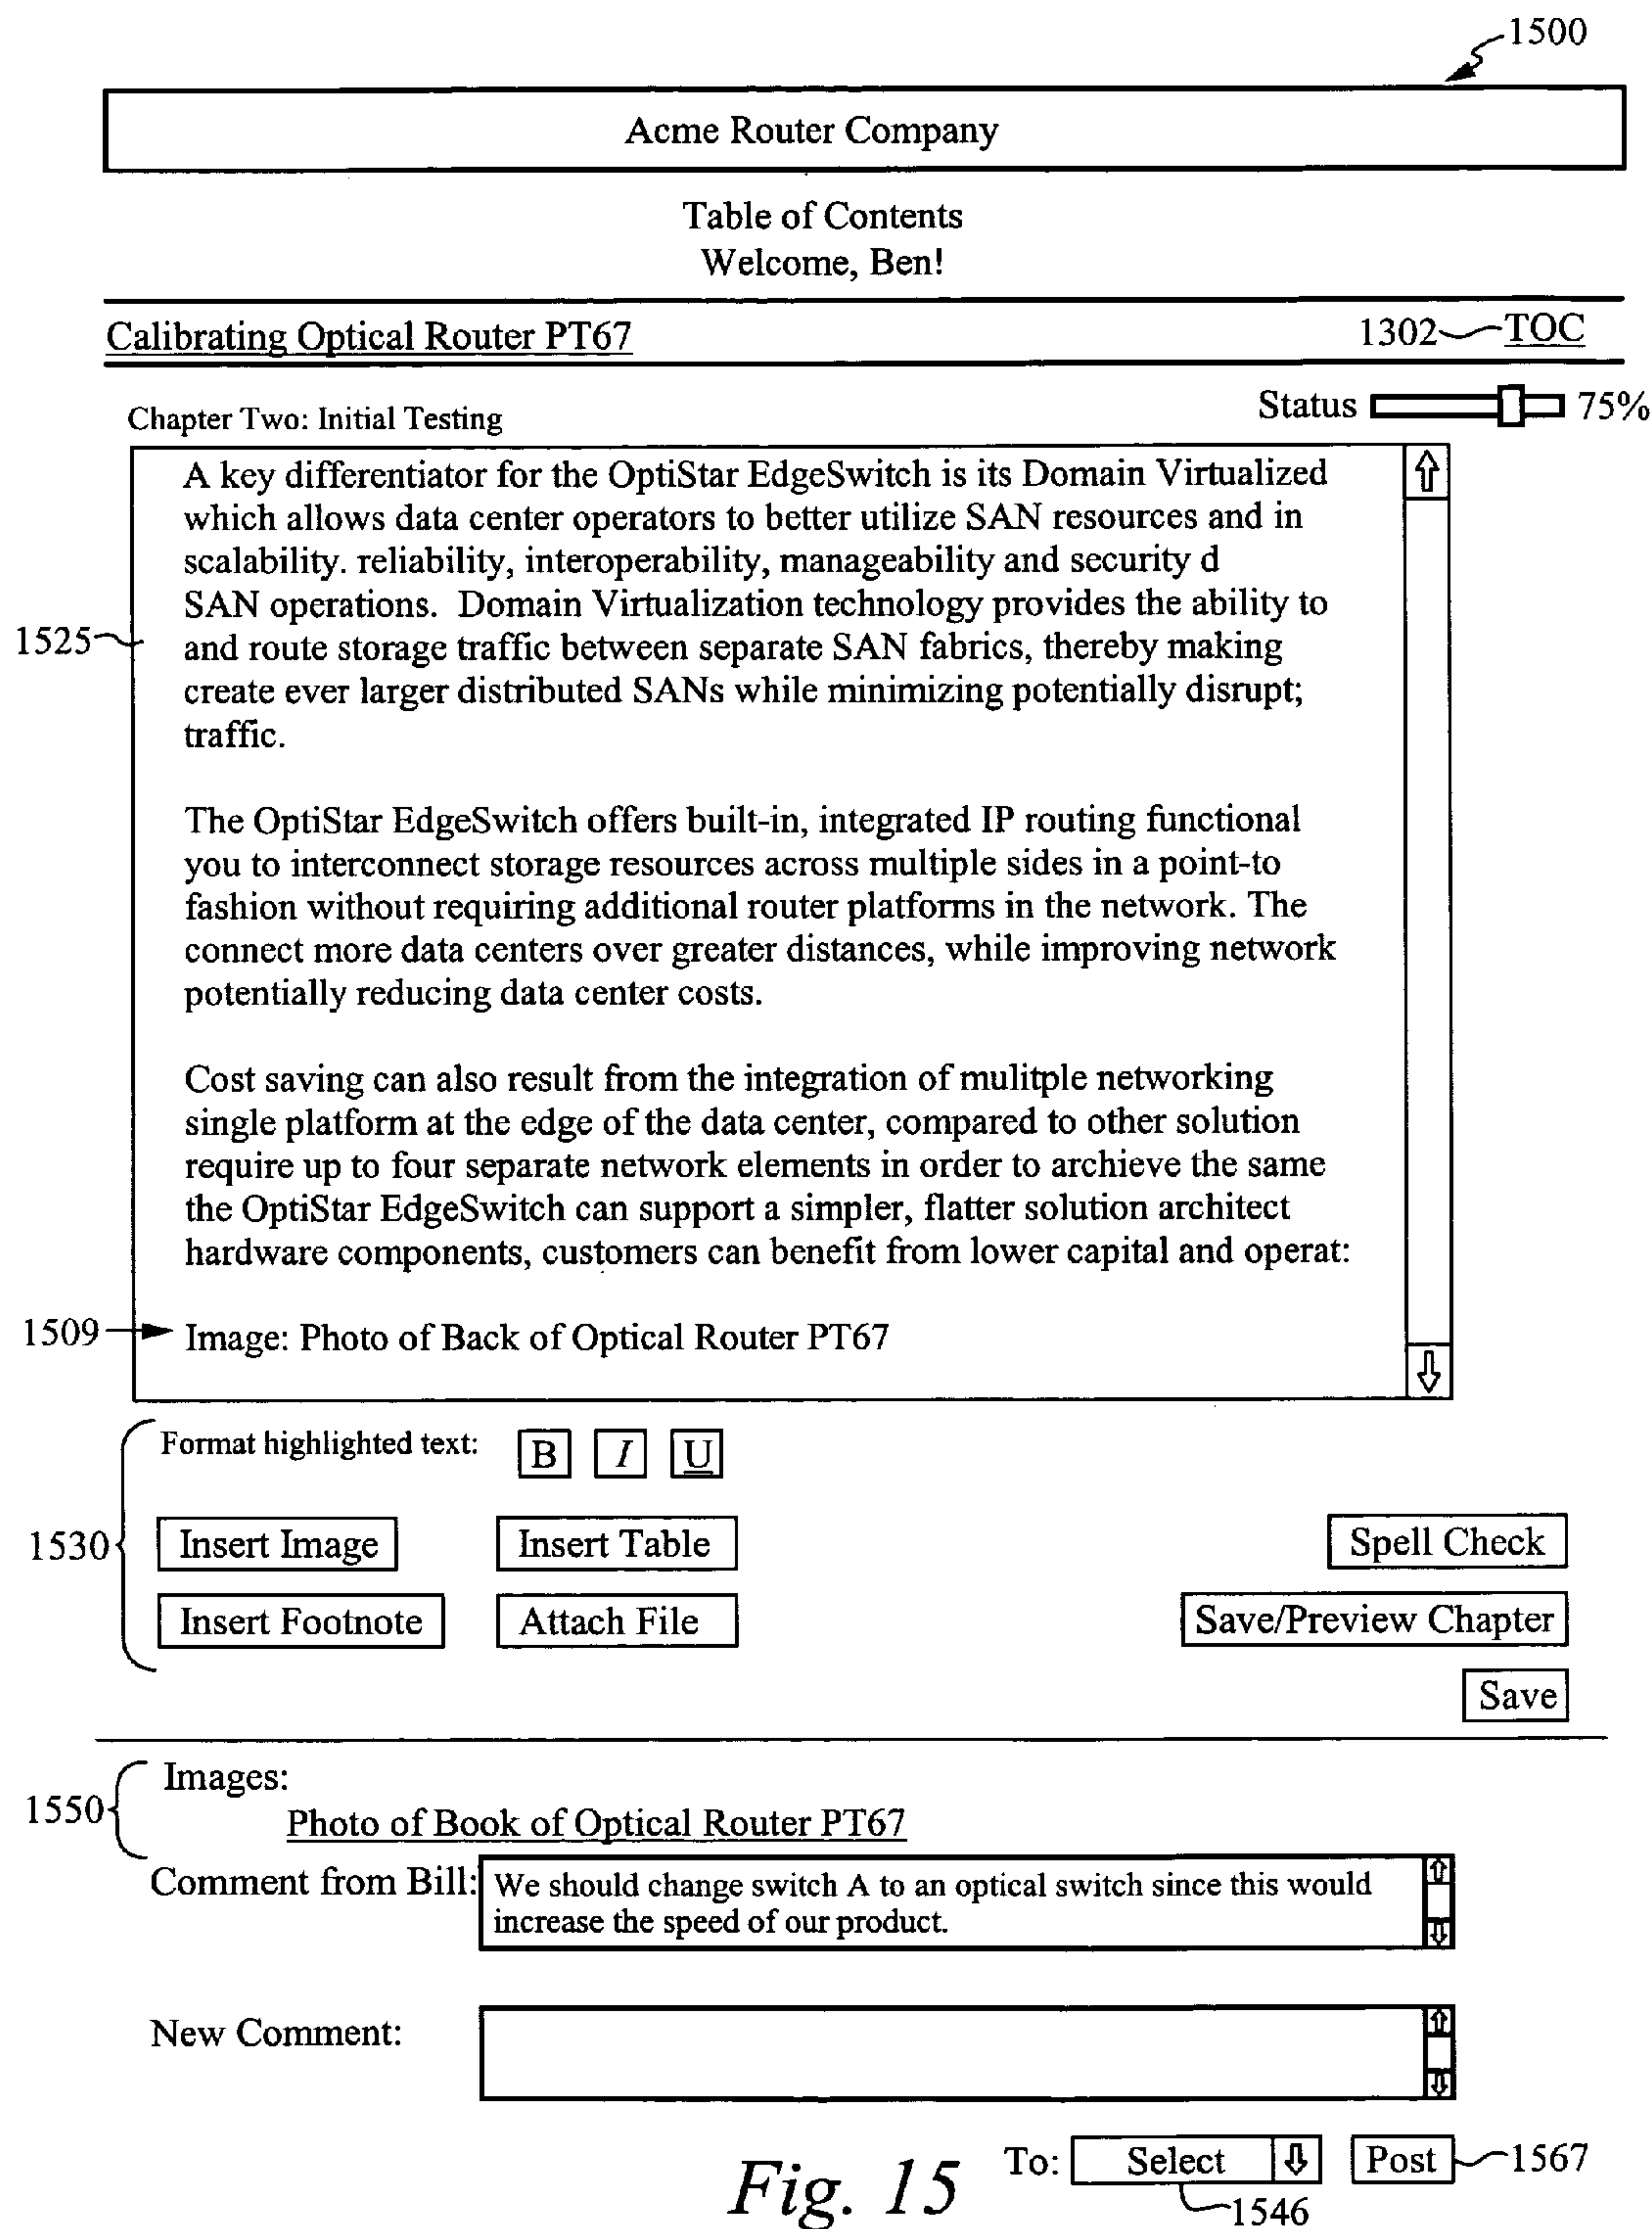 1500
Acme Router Company
Table of Contents
Welcome, Ben!
Calibrating Optical Router PT67
1302 TOC
Chapter Two: Initial Testing
Status 75%
A key differentiator for the OptiStar EdgeSwitch is its Domain Virtualized
which allows data center operators to better utilize SAN resources and in
scalability. reliability, interoperability, manageability and security d
SAN operations.  Domain Virtualization technology provides the ability to
1525
and route storage traffic between separate SAN fabrics, thereby making
create ever larger distributed SANs while minimizing potentially disrupt;
traffic.
The OptiStar EdgeSwitch offers built-in, integrated IP routing functional
you to interconnect storage resources across multiple sides in a point-to
fashion without requiring additional router platforms in the network. The
connect more data centers over greater distances, while improving network
potentially reducing data center costs.
Cost saving can also result from the integration of mulitple networking
single platform at the edge of the data center, compared to other solution
require up to four separate network elements in order to archieve the same
the OptiStar EdgeSwitch can support a simpler, flatter solution architect
hardware components, customers can benefit from lower capital and operat:
1509
Image: Photo of Back of Optical Router PT67
Format highlighted text: B I U
1530
Insert Image Insert Table Spell Check
Insert Footnote Attach File Save/Preview Chapter
Save
1550
Images:
Photo of Book of Optical Router PT67
Comment from Bill: We should change switch A to an optical switch since this would
increase the speed of our product.
New Comment:
To: Select Post 1567
1546
Fig. 15